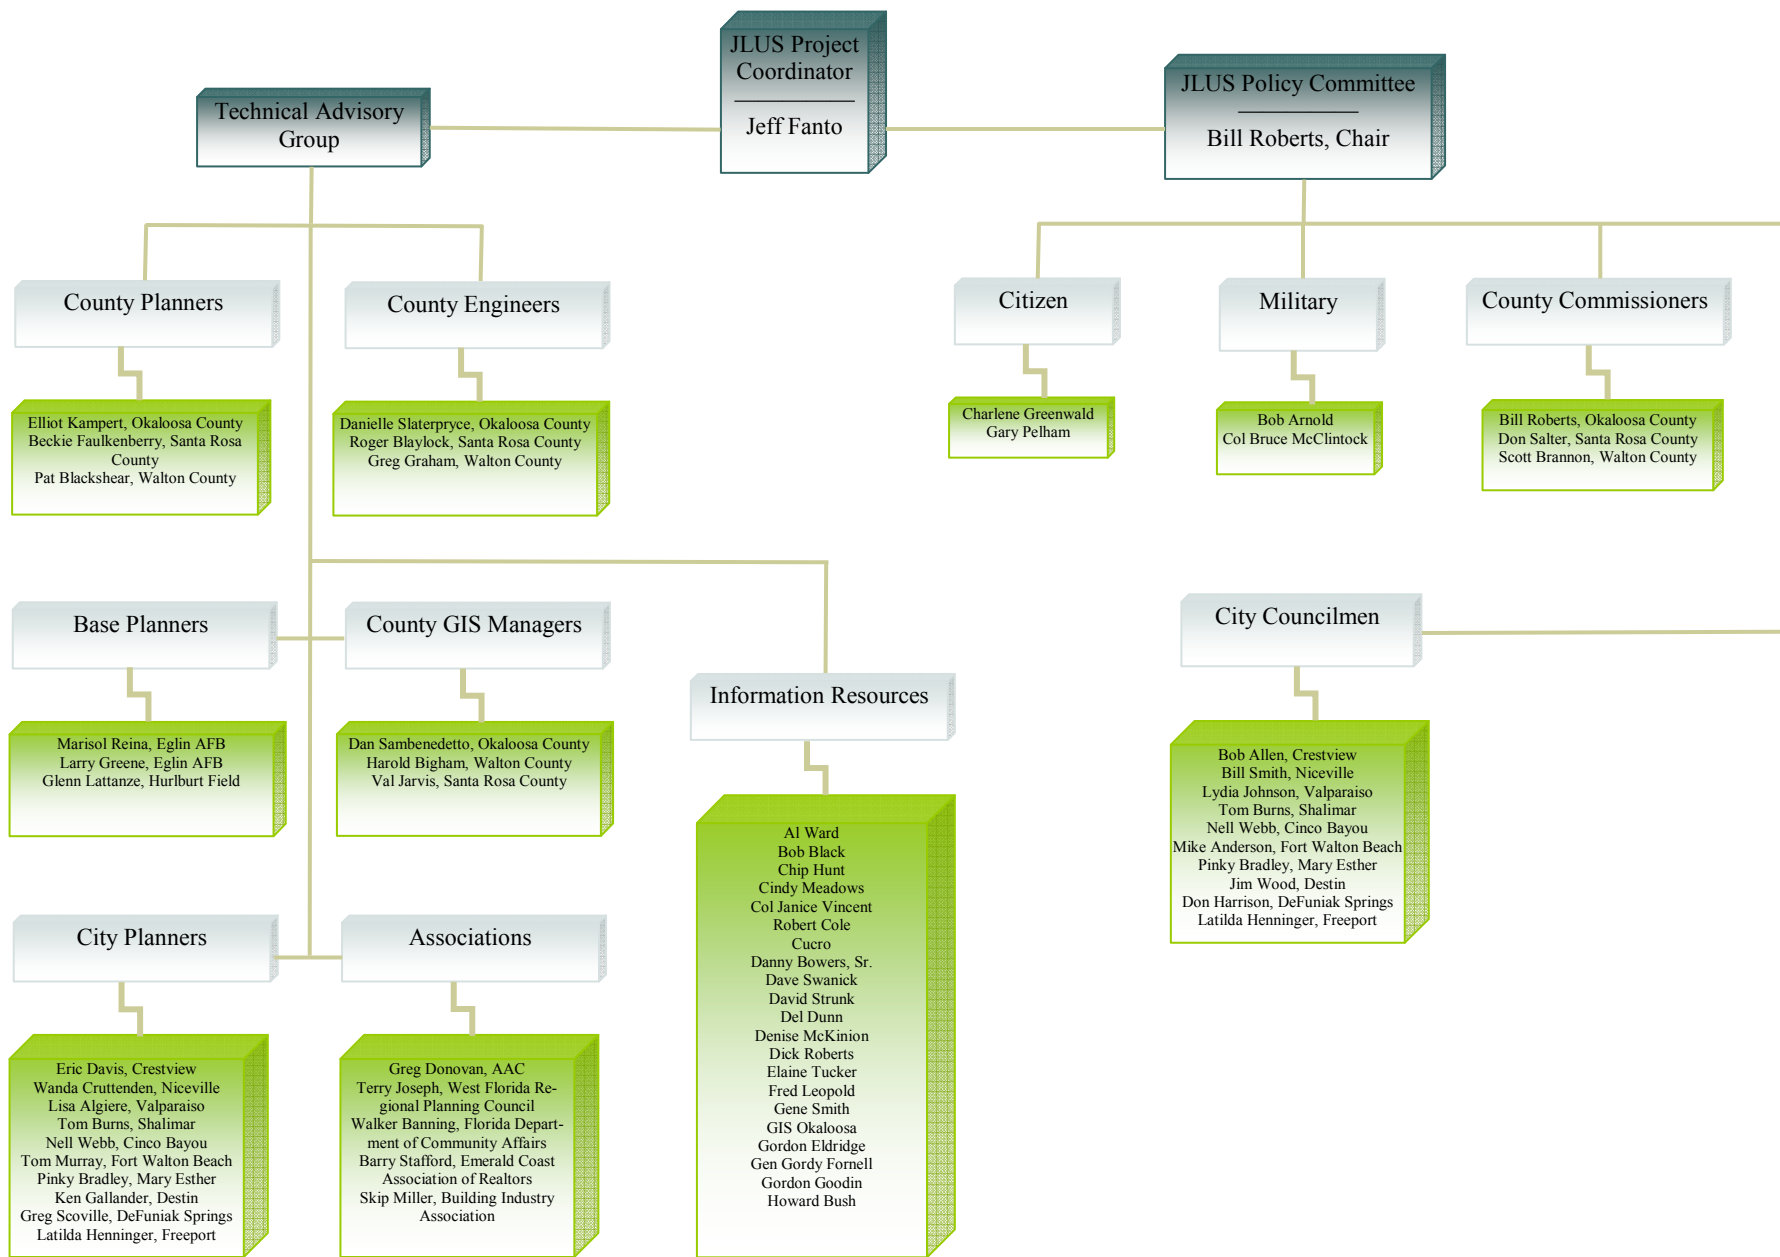 JLUS Project
Coordinator
Jeff Fanto
JLUS Policy Committee
Bill Roberts, Chair
Technical Advisory
Group
County Planners
County Engineers
Citizen
Military
County Commissioners
Elliot Kampert, Okaloosa County
Beckie Faulkenberry, Santa Rosa
County
Pat Blackshear, Walton County
Danielle Slaterpryce, Okaloosa County
Roger Blaylock, Santa Rosa County
Greg Graham, Walton County
Charlene Greenwald
Gary Pelham
Bob Arnold
Col Bruce McClintock
Bill Roberts, Okaloosa County
Don Salter, Santa Rosa County
Scott Brannon, Walton County
Base Planners
County GIS Managers
Information Resources
City Councilmen
Marisol Reina, Eglin AFB
Larry Greene, Eglin AFB
Glenn Lattanze, Hurlburt Field
Dan Sambenedetto, Okaloosa County
Harold Bigham, Walton County
Val Jarvis, Santa Rosa County
Al Ward
Bob Black
Chip Hunt
Cindy Meadows
Col Janice Vincent
Robert Cole
Cucro
Danny Bowers, Sr.
Dave Swanick
David Strunk
Del Dunn
Denise McKinion
Dick Roberts
Elaine Tucker
Fred Leopold
Gene Smith
GIS Okaloosa
Gordon Eldridge
Gen Gordy Fornell
Gordon Goodin
Howard Bush
Bob Allen, Crestview
Bill Smith, Niceville
Lydia Johnson, Valparaiso
Tom Burns, Shalimar
Nell Webb, Cinco Bayou
Mike Anderson, Fort Walton Beach
Pinky Bradley, Mary Esther
Jim Wood, Destin
Don Harrison, DeFuniak Springs
Latilda Henninger, Freeport
City Planners
Associations
Eric Davis, Crestview
Wanda Cruttenden, Niceville
Lisa Algiere, Valparaiso
Tom Burns, Shalimar
Nell Webb, Cinco Bayou
Tom Murray, Fort Walton Beach
Pinky Bradley, Mary Esther
Ken Gallander, Destin
Greg Scoville, DeFuniak Springs
Latilda Henninger, Freeport
Greg Donovan, AAC
Terry Joseph, West Florida Re-
gional Planning Council
Walker Banning, Florida Depart-
ment of Community Affairs
Barry Stafford, Emerald Coast
Association of Realtors
Skip Miller, Building Industry
Association